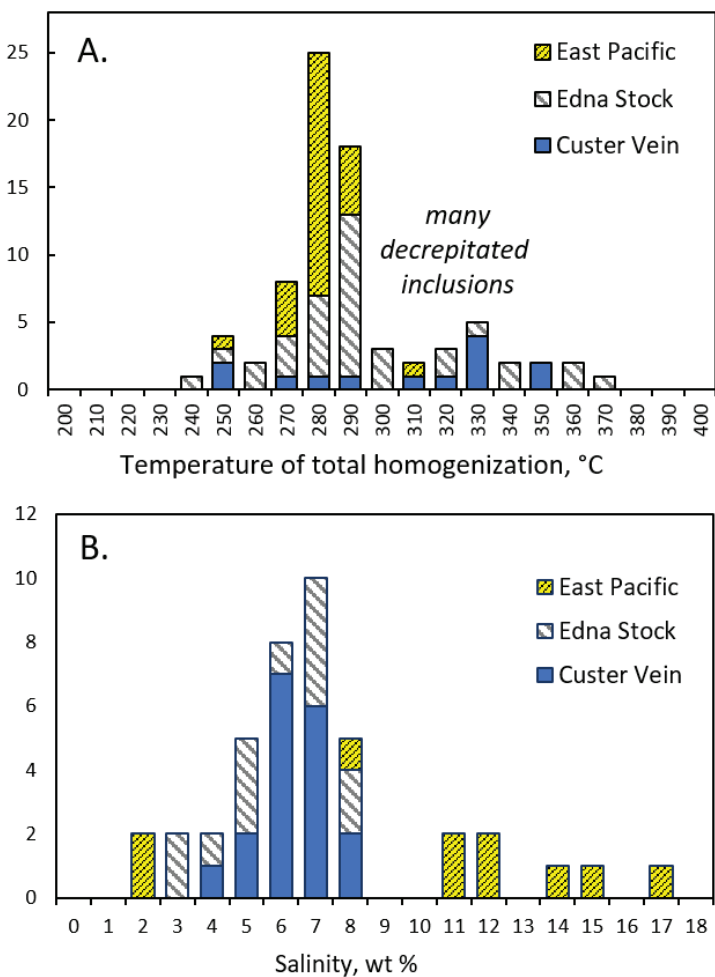 A.
East Pacific
Edna Stock
Custer Vein
many
decrepitated
inclusions
25
20
15
10
5
0
200 210 220 230 240 250 260 270 280 290 300 310 320 330 340 350 360 370 380 390 400
Temperature of total homogenization, °C
B.
East Pacific
Edna Stock
Custer Vein
12
10
8
6
4
2
0
0 1 2 3 4 5 6 7 8 9 10 11 12 13 14 15 16 17 18
Salinity, wt %